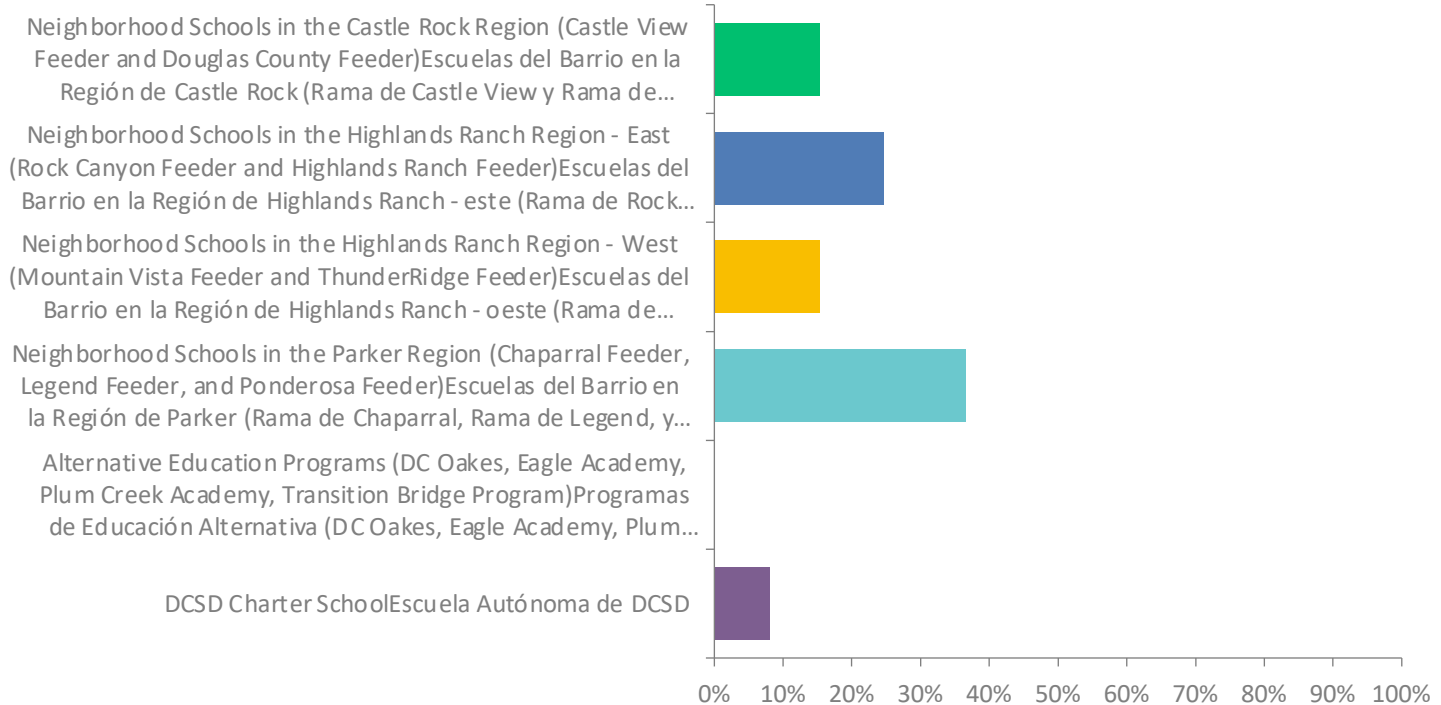 Neighborhood Schools in the Castle Rock Region (Castle View
Feeder and Douglas County Feeder)Escuelas del Barrio en la
Región de Castle Rock (Rama de Castle View y Rama de...
Neighborhood Schools in the Highlands Ranch Region - East
(Rock Canyon Feeder and Highlands Ranch Feeder)Escuelas del
Barrio en la Región de Highlands Ranch - este (Rama de Rock...
Neighborhood Schools in the Highlands Ranch Region - West
(Mountain Vista Feeder and ThunderRidge Feeder)Escuelas del
Barrio en la Región de Highlands Ranch - oeste (Rama de...
Neighborhood Schools in the Parker Region (Chaparral Feeder,
Legend Feeder, and Ponderosa Feeder)Escuelas del Barrio en
la Región de Parker (Rama de Chaparral, Rama de Legend, y...
Alternative Education Programs (DC Oakes, Eagle Academy,
Plum Creek Academy, Transition Bridge Program)Programas
de Educación Alternativa (DC Oakes, Eagle Academy, Plum...
DCSD Charter SchoolEscuela Autónoma de DCSD
0% 10% 20% 30% 40% 50% 60% 70% 80% 90% 100%